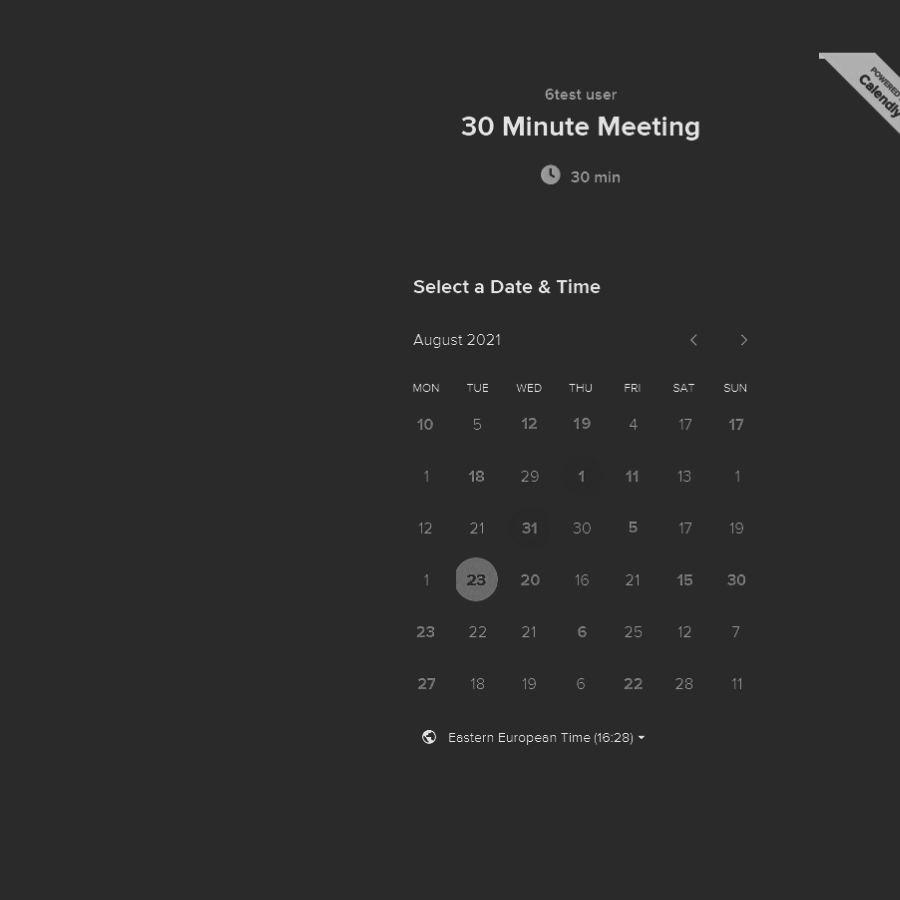 POWERED
Calendly
6test user
30 Minute Meeting
30 min
Select a Date & Time
August 2021
MON TUE WED THU FRI SAT SUN
10 5 12 19 4 17 17
1 18 29 1 11 13 1
12 21 31 30 5 17 19
1 23 20 16 21 15 30
23 22 21 6 25 12 7
27 18 19 6 22 28 11
Eastern European Time (16:28)